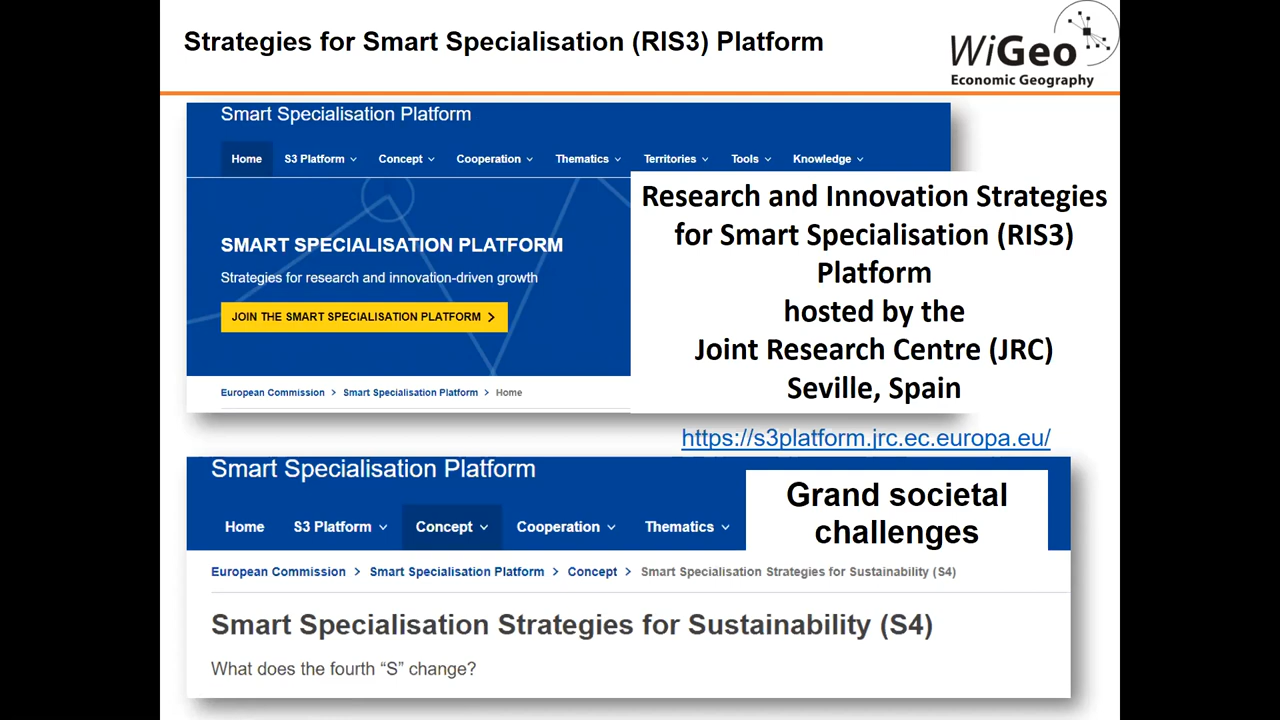 Strategies for Smart Specialisation (RIS3) Platform
WiGeo
Economic Geography
Smart Specialisation Platform
Home S3 Platform Concept Cooperation Thematics Territories Tools Knowledge
SMART SPECIALISATION PLATFORM
Strategies for research and innovation-driven growth
JOIN THE SMART SPECIALISATION PLATFORM >
European Commission > Smart Specialisation Platform > Home
Research and Innovation Strategies
for Smart Specialisation (RIS3)
Platform
hosted by the
Joint Research Centre (JRC)
Seville, Spain
https://s3platform.jrc.ec.europa.eu/
Smart Specialisation Platform
Home S3 Platform Concept Cooperation Thematics
Grand societal
challenges
European Commission > Smart Specialisation Platform > Concept > Smart Specialisation Strategies for Sustainability (S4)
Smart Specialisation Strategies for Sustainability (S4)
What does the fourth “S” change?